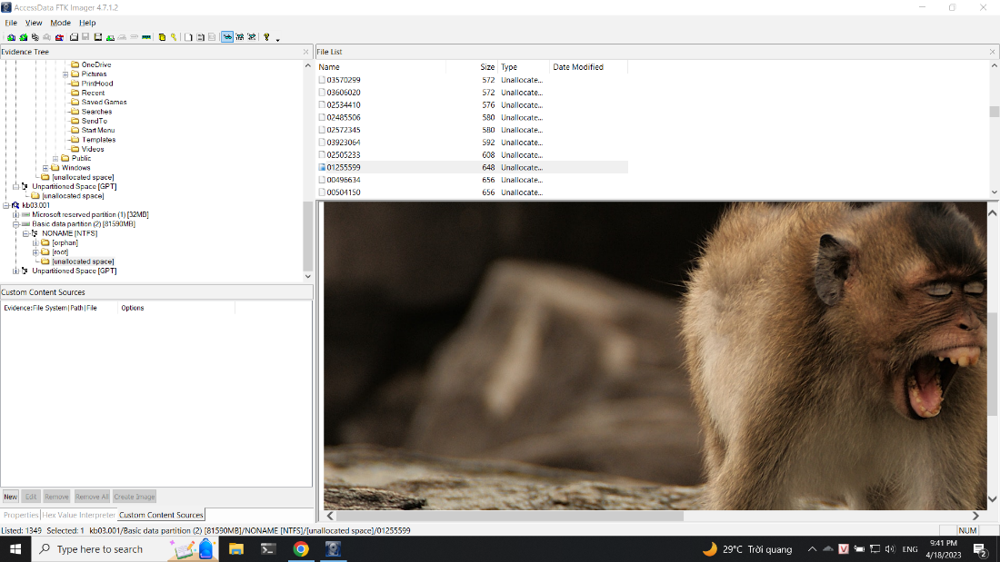 AccessData FTK Imager 4.7.1.2
File View Mode Help
Evidence Tree
OneDrive
Pictures
PrintHood
Recent
Saved Games
Searches
SendTo
Start Menu
Templates
Videos
Public
Windows
[unallocated space]
Unpartitioned Space [GPT]
[unallocated space]
kb03.001
Microsoft reserved partition (1) [32MB]
Basic data partition (2) [81590MB]
NONAME [NTFS]
[orphan]
[root]
[unallocated space]
Unpartitioned Space [GPT]
Custom Content Sources
Evidence:File System|Path|File Options
New Edit Remove Remove All Create Image
Properties Hex Value Interpreter Custom Content Sources
File List
Name Size Type Date Modified
03570299 572 Unallocate...
03606020 572 Unallocate...
02534410 576 Unallocate...
02485506 580 Unallocate...
02572345 580 Unallocate...
03923064 592 Unallocate...
02505233 608 Unallocate...
01255599 648 Unallocate...
00496634 656 Unallocate...
00504150 656 Unallocate...
Listed: 1349 Selected: 1 kb03.001/Basic data partition (2) [81590MB]/NONAME [NTFS]/[unallocated space]/01255599
NUM
Type here to search
29°C Trời quang
V
ENG
9:41 PM
4/18/2023
2